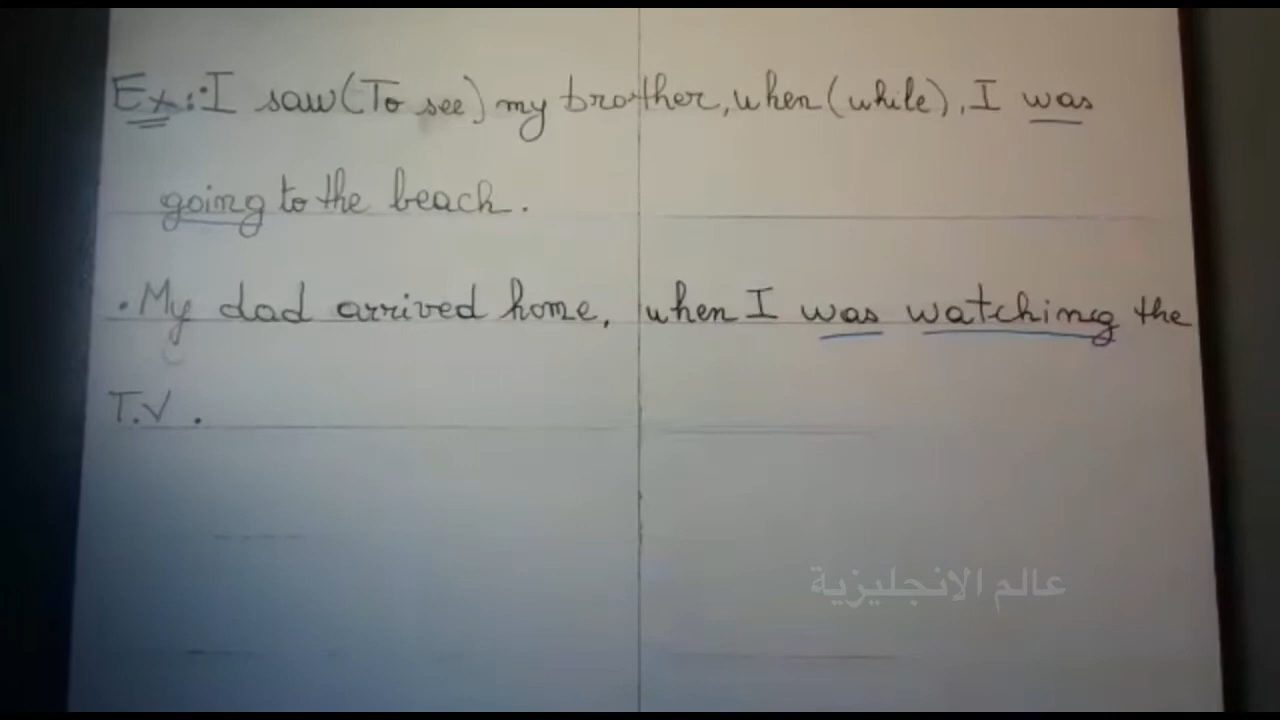 Ex: • I saw (To see) my brother, when (while), I was
going to the beach.
• My dad arrived home, when I was watching the
T.V.
عالم الانجليزية